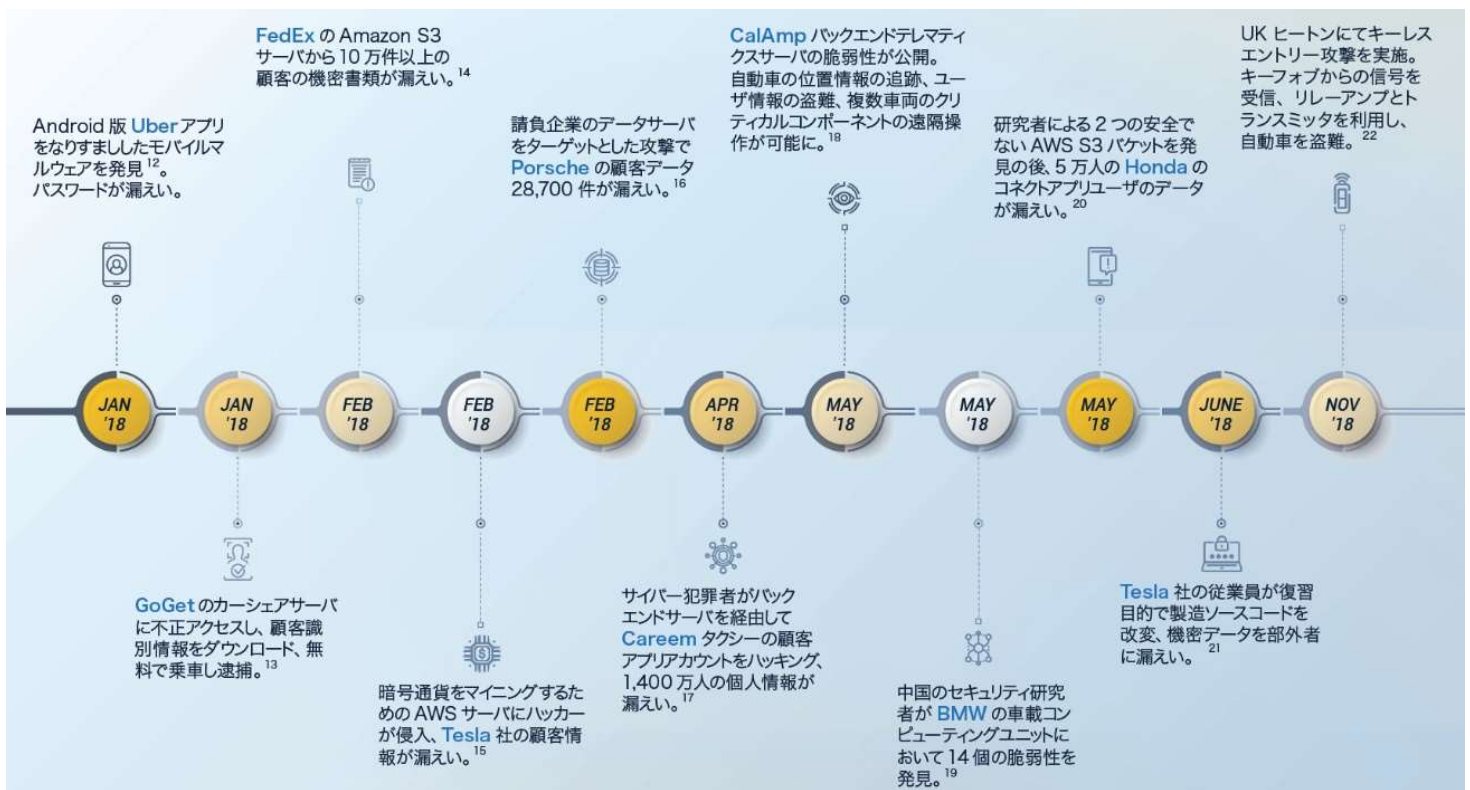 Android 版 Uber アプリ
をなりすまししたモバイルマ
ルウェアを発見 12。
パスワードが漏えい。
FedEx の Amazon S3
サーバから 10 万件以上の
顧客の機密書類が漏えい。14
請負企業のデータサーバ
をターゲットとした攻撃で
Porsche の顧客データ
28,700 件が漏えい。16
CalAmp バックエンドテレマティ
クスサーバの脆弱性が公開。
自動車の位置情報の追跡、ユー
ザ情報の盗難、複数車両のクリ
ティカルコンポーネントの遠隔操
作が可能に。18
研究者による 2 つの安全で
ない AWS S3 バケットを発
見の後、5 万人の Honda の
コネクトアプリユーザのデータ
が漏えい。20
UK ヒートンにてキーレス
エントリー攻撃を実施。
キーフォブからの信号を
受信、リレーアンプとト
ランスミッタを利用し、
自動車を盗難。22
JAN
'18
JAN
'18
FEB
'18
FEB
'18
FEB
'18
APR
'18
MAY
'18
MAY
'18
MAY
'18
JUNE
'18
NOV
'18
GoGet のカーシェアサーバ
に不正アクセスし、顧客識
別情報をダウンロード、無
料で乗車し逮捕。13
暗号通貨をマイニングするた
めの AWS サーバにハッカー
が侵入、Tesla 社の顧客情
報が漏えい。15
サイバー犯罪者がバック
エンドサーバを経由して
Careem タクシーの顧客
アプリアカウントをハッキング、
1,400 万人の個人情報が
漏えい。17
中国のセキュリティ研究
者が BMW の車載コン
ピューティングユニットに
おいて 14 個の脆弱性を
発見。19
Tesla 社の従業員が復習
目的で製造ソースコードを
改変、機密データを部外者
に漏えい。21